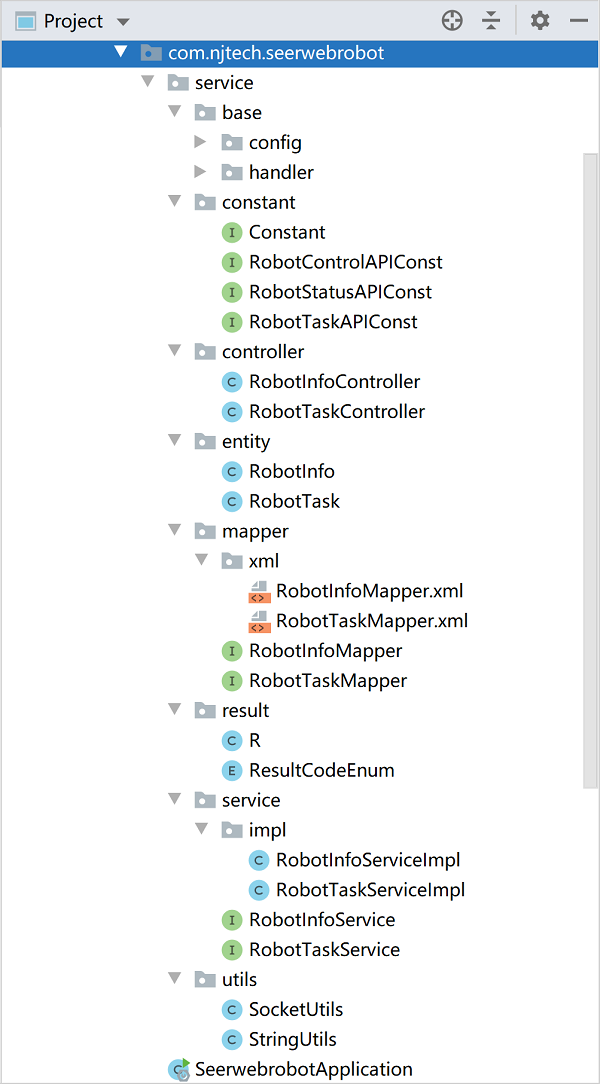 Project
com.njtech.seerwebrobot
service
base
config
handler
constant
I Constant
I RobotControlAPIConst
I RobotStatusAPIConst
I RobotTaskAPIConst
controller
C RobotInfoController
C RobotTaskController
entity
C RobotInfo
C RobotTask
mapper
xml
<> RobotInfoMapper.xml
<> RobotTaskMapper.xml
I RobotInfoMapper
I RobotTaskMapper
result
C R
E ResultCodeEnum
service
impl
C RobotInfoServiceImpl
C RobotTaskServiceImpl
I RobotInfoService
I RobotTaskService
utils
C SocketUtils
C StringUtils
C SeerwebrobotApplication